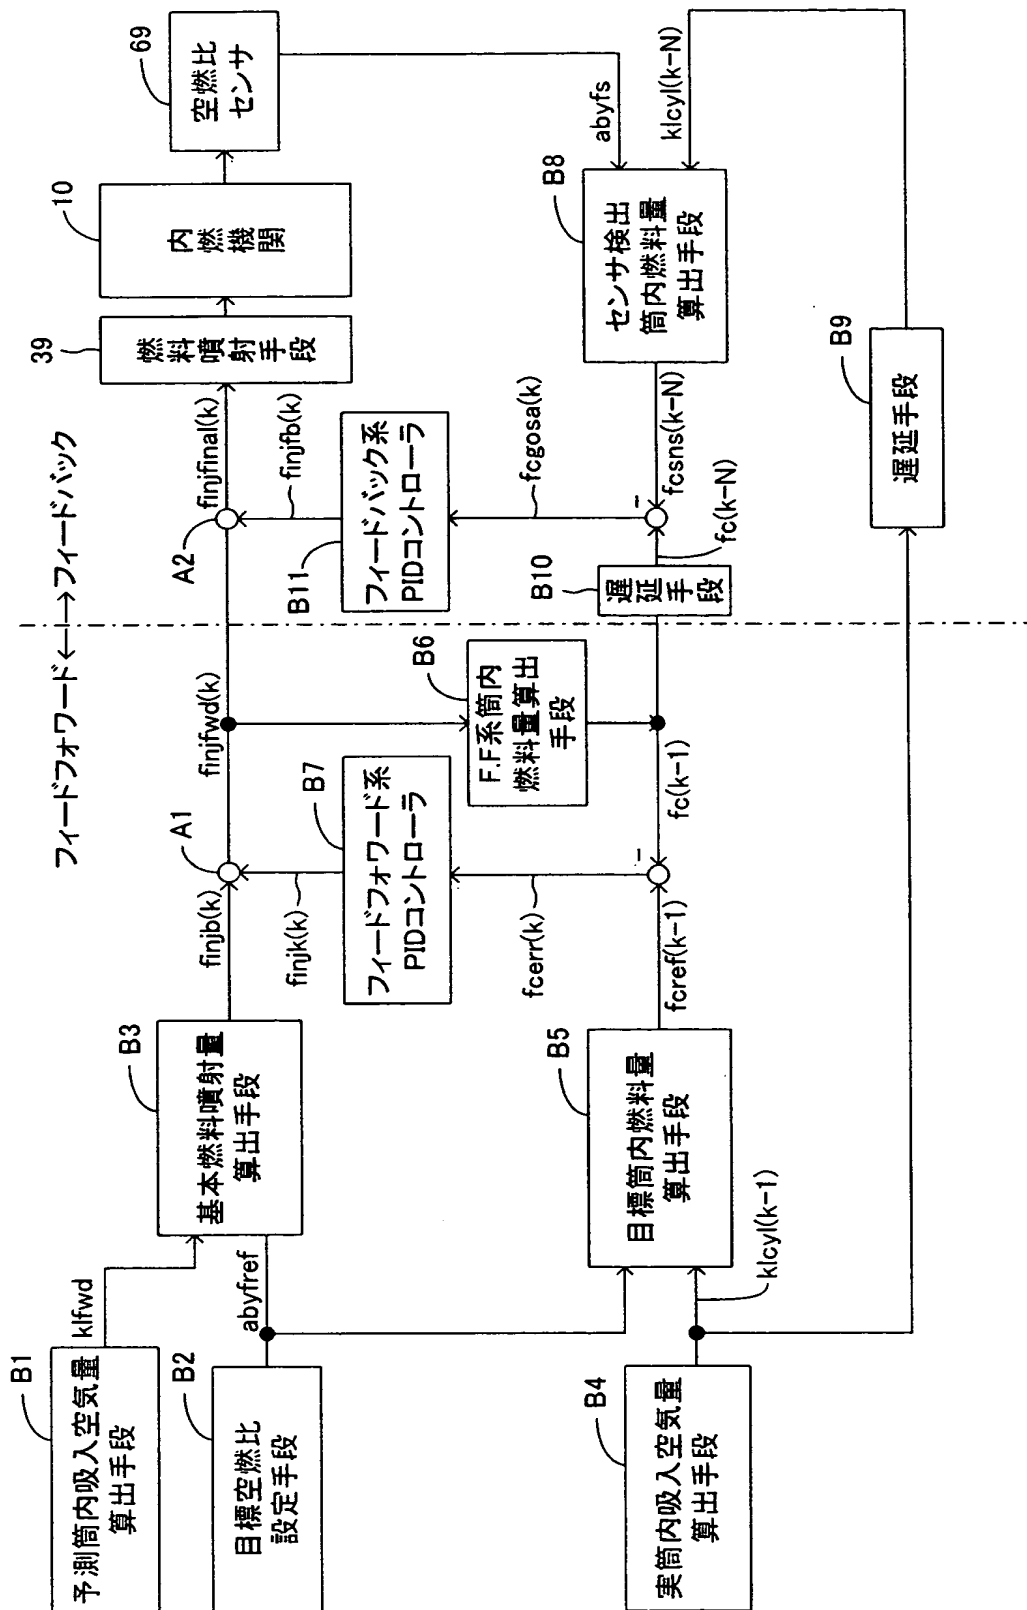 フィードフォワード←→フィードバック
B1
予測筒内吸入空気量
算出手段
klfwd
B2
目標空燃比
設定手段
abyfref
B3
基本燃料噴射量
算出手段
finjb(k)
A1
finjfwd(k)
A2
finjfinal(k)
39
燃料噴射手段
10
内燃機関
69
空燃比
センサ
finjk(k)
B7
フィードフォワード系
PIDコントローラ
fcerr(k)
B6
F.F系筒内
燃料量算出
手段
finjfb(k)
B11
フィードバック系
PIDコントローラ
fcgosa(k)
B4
実筒内吸入空気量
算出手段
klcyl(k-1)
B5
目標筒内燃料量
算出手段
fcref(k-1)
-
fc(k-1)
B10
遅延手段
fc(k-N)
-
fcsns(k-N)
B8
センサ検出
筒内燃料量
算出手段
abyfs
klcyl(k-N)
B9
遅延手段